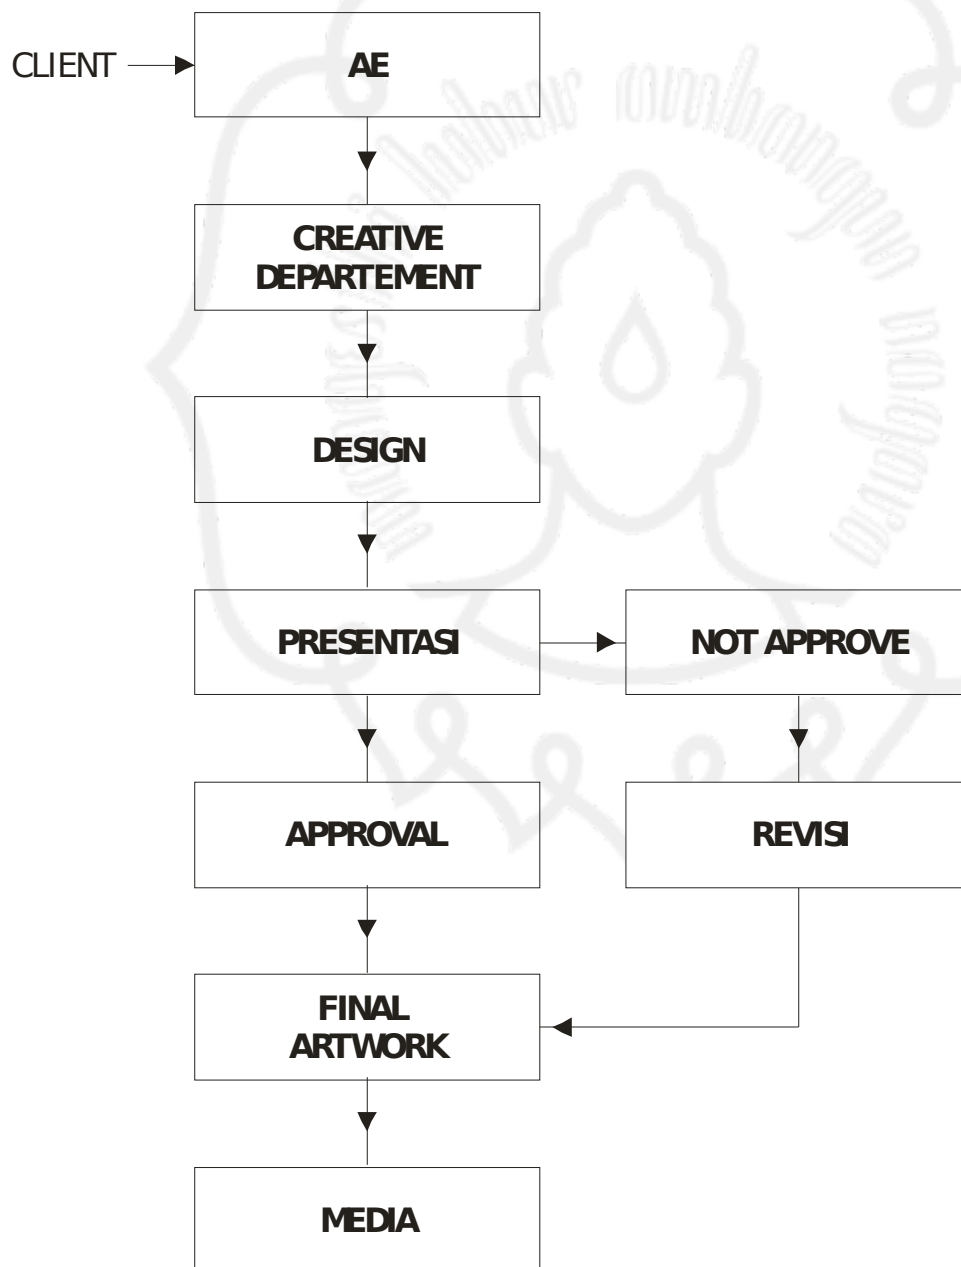 CLIENT
AE
CREATIVE
DEPARTEMENT
DESIGN
PRESENTASI
NOT APPROVE
APPROVAL
REVISI
FINAL
ARTWORK
MEDIA